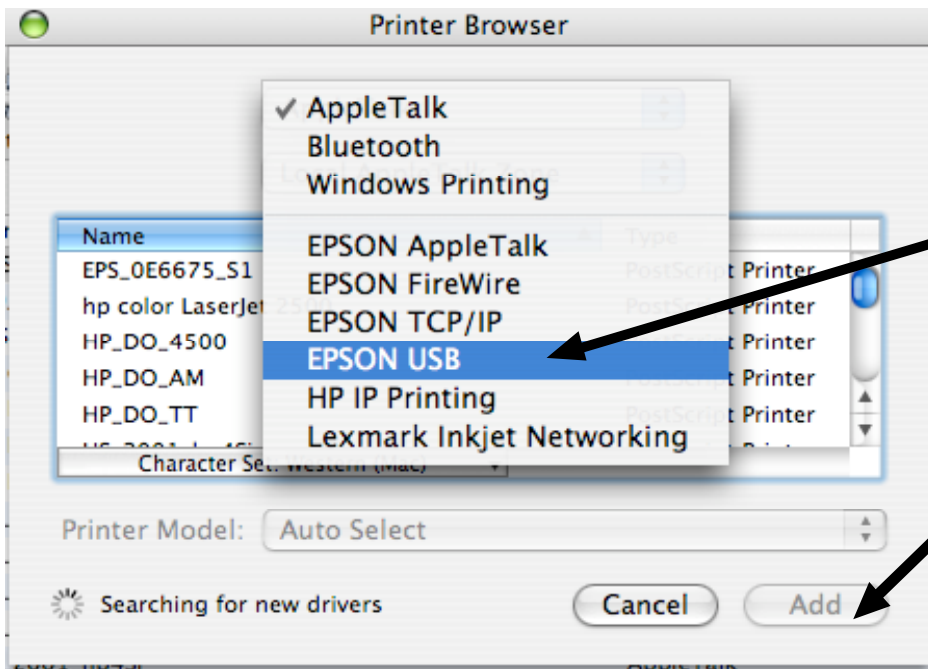 Printer Browser
✓ AppleTalk
Bluetooth
Windows Printing
EPSON AppleTalk
EPSON FireWire
EPSON TCP/IP
EPSON USB
HP IP Printing
Lexmark Inkjet Networking
Name Type
EPS_0E6675_S1 PostScript Printer
hp color LaserJet 2500 PostScript Printer
HP_DO_4500 PostScript Printer
HP_DO_AM PostScript Printer
HP_DO_TT PostScript Printer
Character Set: Western (Mac)
Printer Model: Auto Select
Searching for new drivers Cancel Add